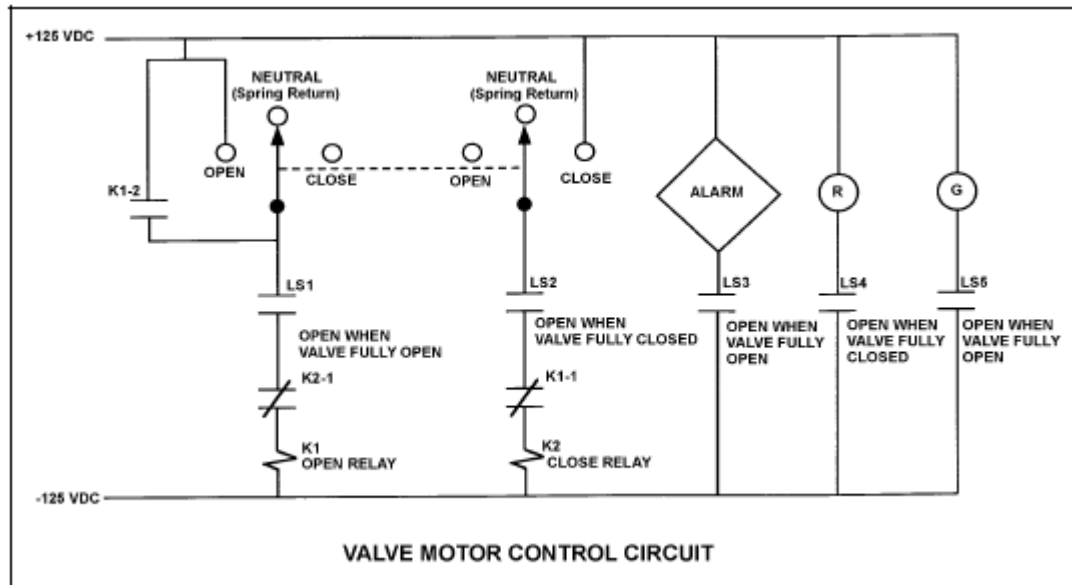 +125 VDC
NEUTRAL
(Spring Return)
NEUTRAL
(Spring Return)
OPEN
CLOSE
OPEN
CLOSE
K1-2
ALARM
R
G
LS1
LS2
LS3
LS4
LS5
OPEN WHEN
VALVE FULLY OPEN
OPEN WHEN
VALVE FULLY CLOSED
OPEN WHEN
VALVE FULLY
OPEN
OPEN WHEN
VALVE FULLY
CLOSED
OPEN WHEN
VALVE FULLY
OPEN
K2-1
K1-1
K1
OPEN RELAY
K2
CLOSE RELAY
-125 VDC
VALVE MOTOR CONTROL CIRCUIT